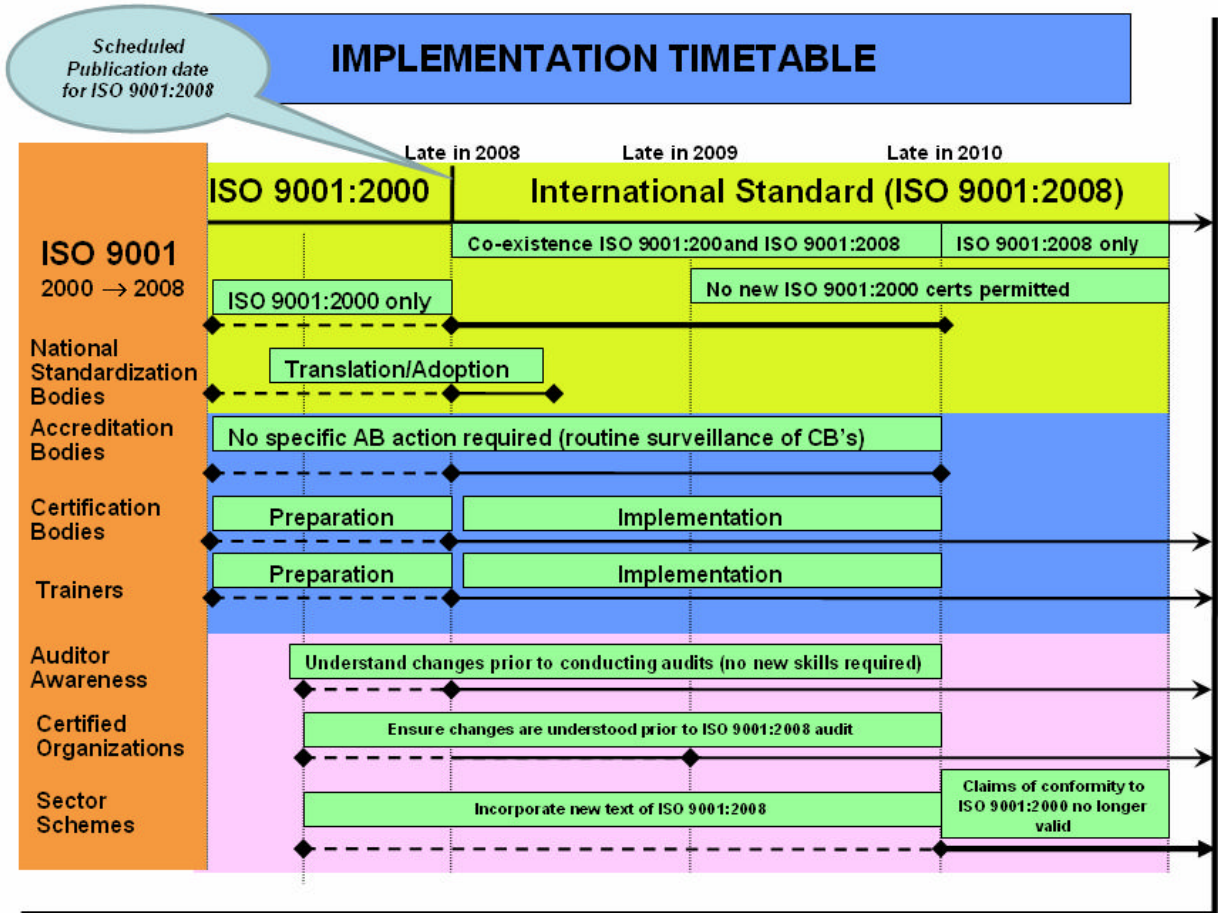 Scheduled
Publication date
for ISO 9001:2008
IMPLEMENTATION TIMETABLE
Late in 2008
Late in 2009
Late in 2010
ISO 9001:2000
International Standard (ISO 9001:2008)
ISO 9001
2000 → 2008
Co-existence ISO 9001:200and ISO 9001:2008
ISO 9001:2008 only
No new ISO 9001:2000 certs permitted
ISO 9001:2000 only
National
Standardization
Bodies
Translation/Adoption
Accreditation
Bodies
No specific AB action required (routine surveillance of CB's)
Certification
Bodies
Preparation
Implementation
Trainers
Preparation
Implementation
Auditor
Awareness
Understand changes prior to conducting audits (no new skills required)
Certified
Organizations
Ensure changes are understood prior to ISO 9001:2008 audit
Sector
Schemes
Incorporate new text of ISO 9001:2008
Claims of conformity to
ISO 9001:2000 no longer
valid